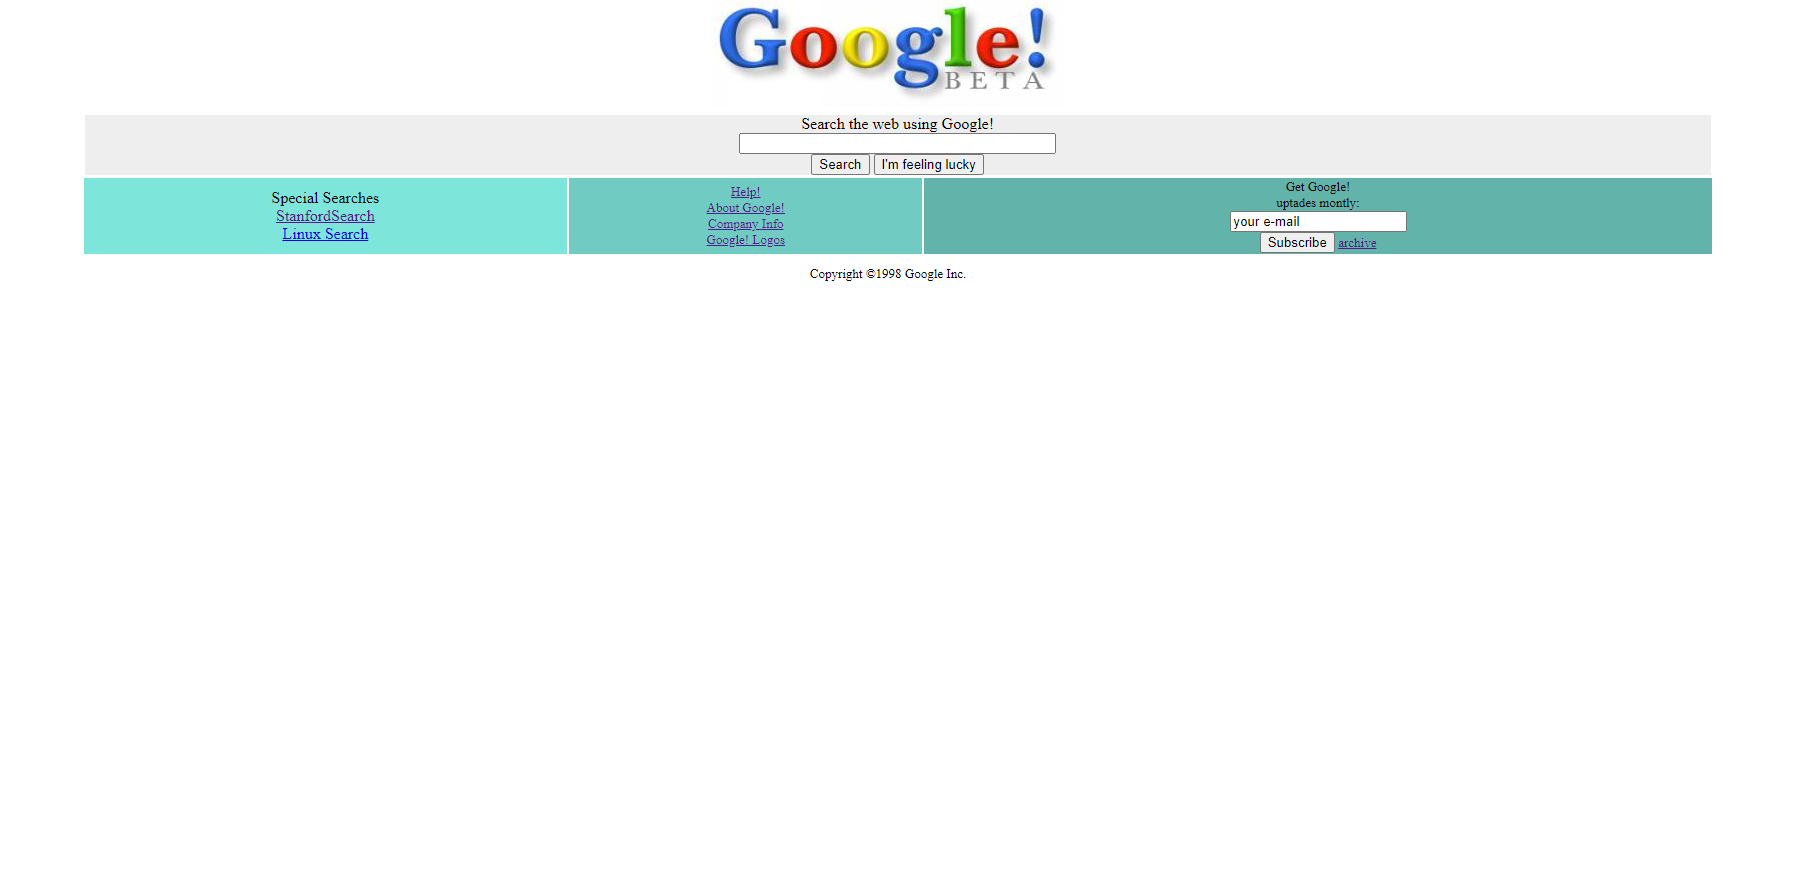 Google!
BETA
Search the web using Google!
Search I'm feeling lucky
Special Searches
StanfordSearch
Linux Search
Help!
About Google!
Company Info
Google! Logos
Get Google!
uptades montly:
your e-mail
Subscribe archive
Copyright ©1998 Google Inc.